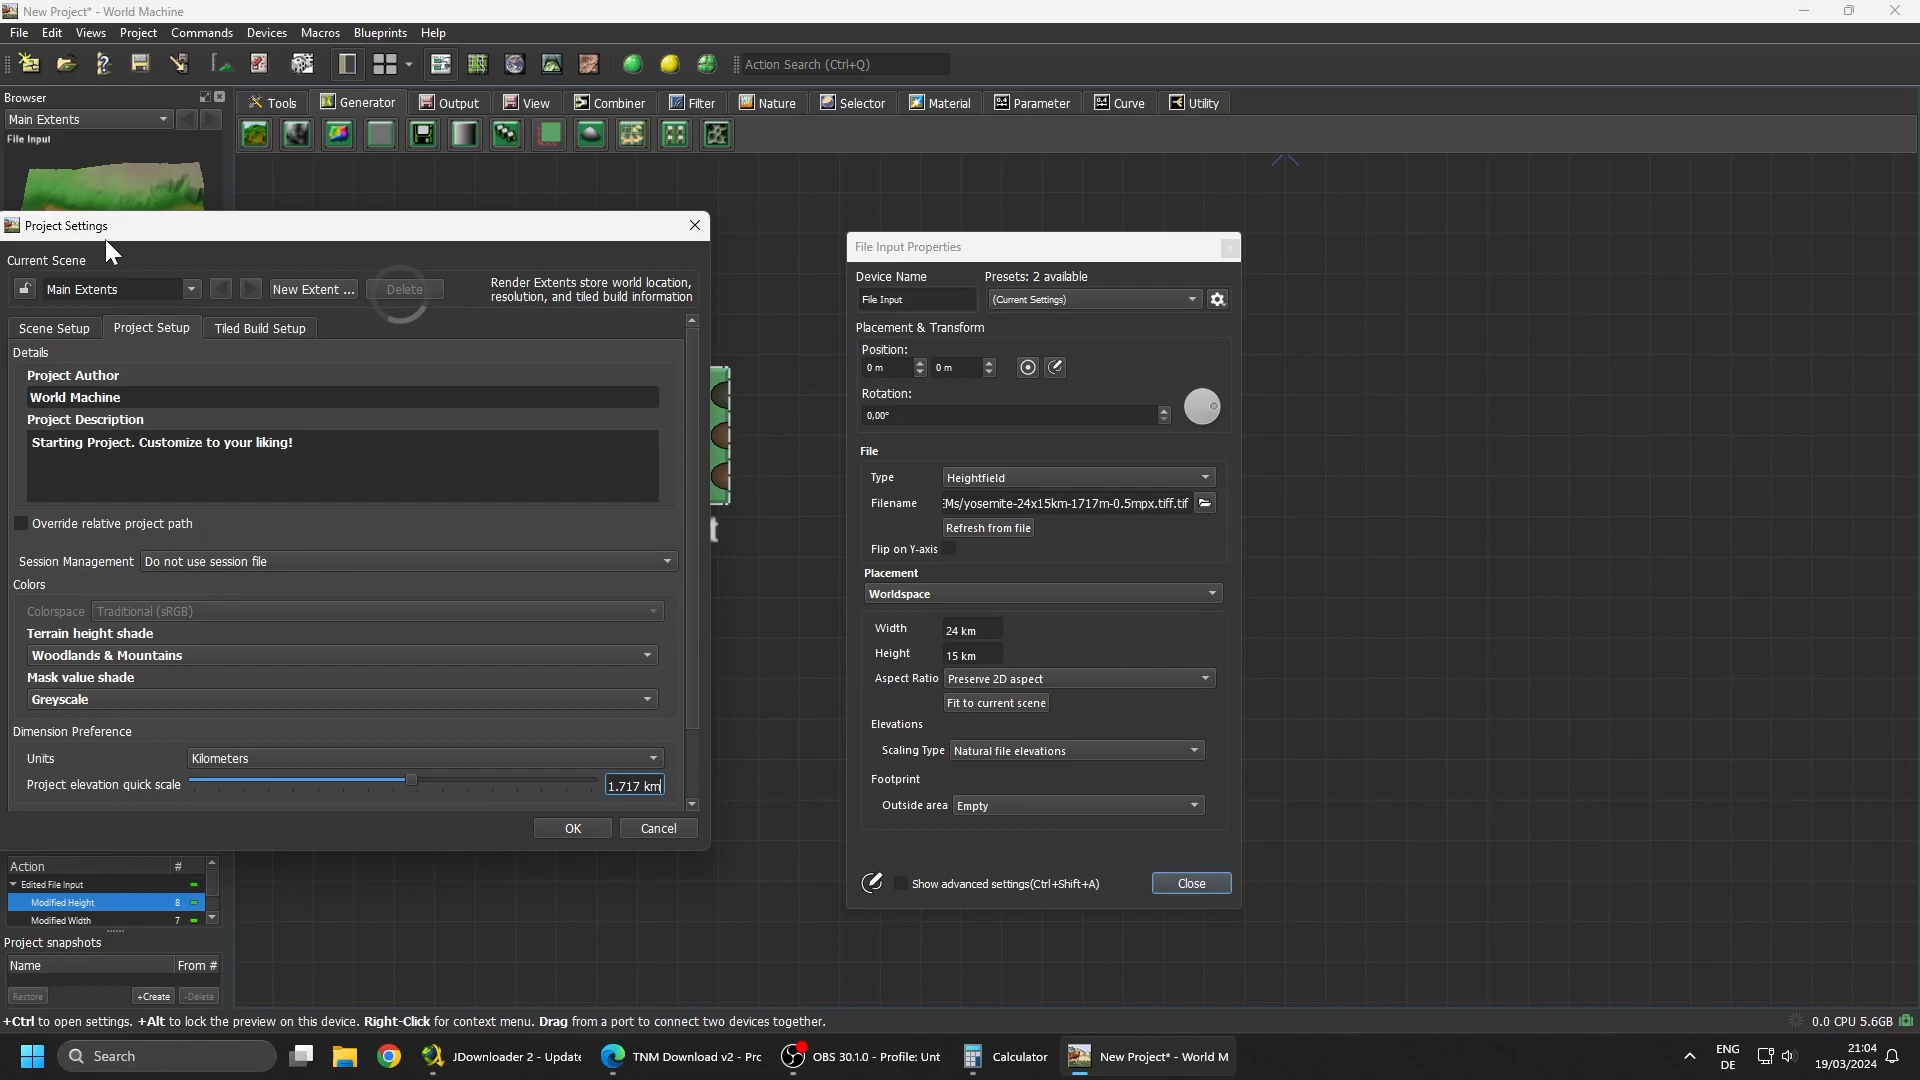 New Project* - World Machine
File Edit Views Project Commands Devices Macros Blueprints Help
Action Search (Ctrl+Q)
Browser
Tools Generator Output View Combiner Filter Nature Selector Material Parameter Curve Utility
Main Extents
File Input
Project Settings
Current Scene
Main Extents New Extent ... Delete
Render Extents store world location,
resolution, and tiled build information
Scene Setup Project Setup Tiled Build Setup
Details
Project Author
World Machine
Project Description
Starting Project. Customize to your liking!
Override relative project path
Session Management Do not use session file
Colors
Colorspace Traditional (sRGB)
Terrain height shade
Woodlands & Mountains
Mask value shade
Greyscale
Dimension Preference
Units Kilometers
Project elevation quick scale 1.717 km
OK Cancel
File Input Properties
Device Name Presets: 2 available
File Input (Current Settings)
Placement & Transform
Position:
0 m 0 m
Rotation:
0,00°
File
Type Heightfield
Filename :Ms/yosemite-24x15km-1717m-0.5mpx.tiff.tif
Refresh from file
Flip on Y-axis
Placement
Worldspace
Width 24 km
Height 15 km
Aspect Ratio Preserve 2D aspect
Fit to current scene
Elevations
Scaling Type Natural file elevations
Footprint
Outside area Empty
Show advanced settings(Ctrl+Shift+A) Close
Action #
Edited File Input
Modified Height 8
Modified Width 7
Project snapshots
Name From #
Restore +Create -Delete
+Ctrl to open settings. +Alt to lock the preview on this device. Right-Click for context menu. Drag from a port to connect two devices together.
0.0 CPU 5.6GB
Search
JDownloader 2 - Update
TNM Download v2 - Prc
OBS 30.1.0 - Profile: Unt
Calculator
New Project* - World M
ENG
DE
21:04
19/03/2024